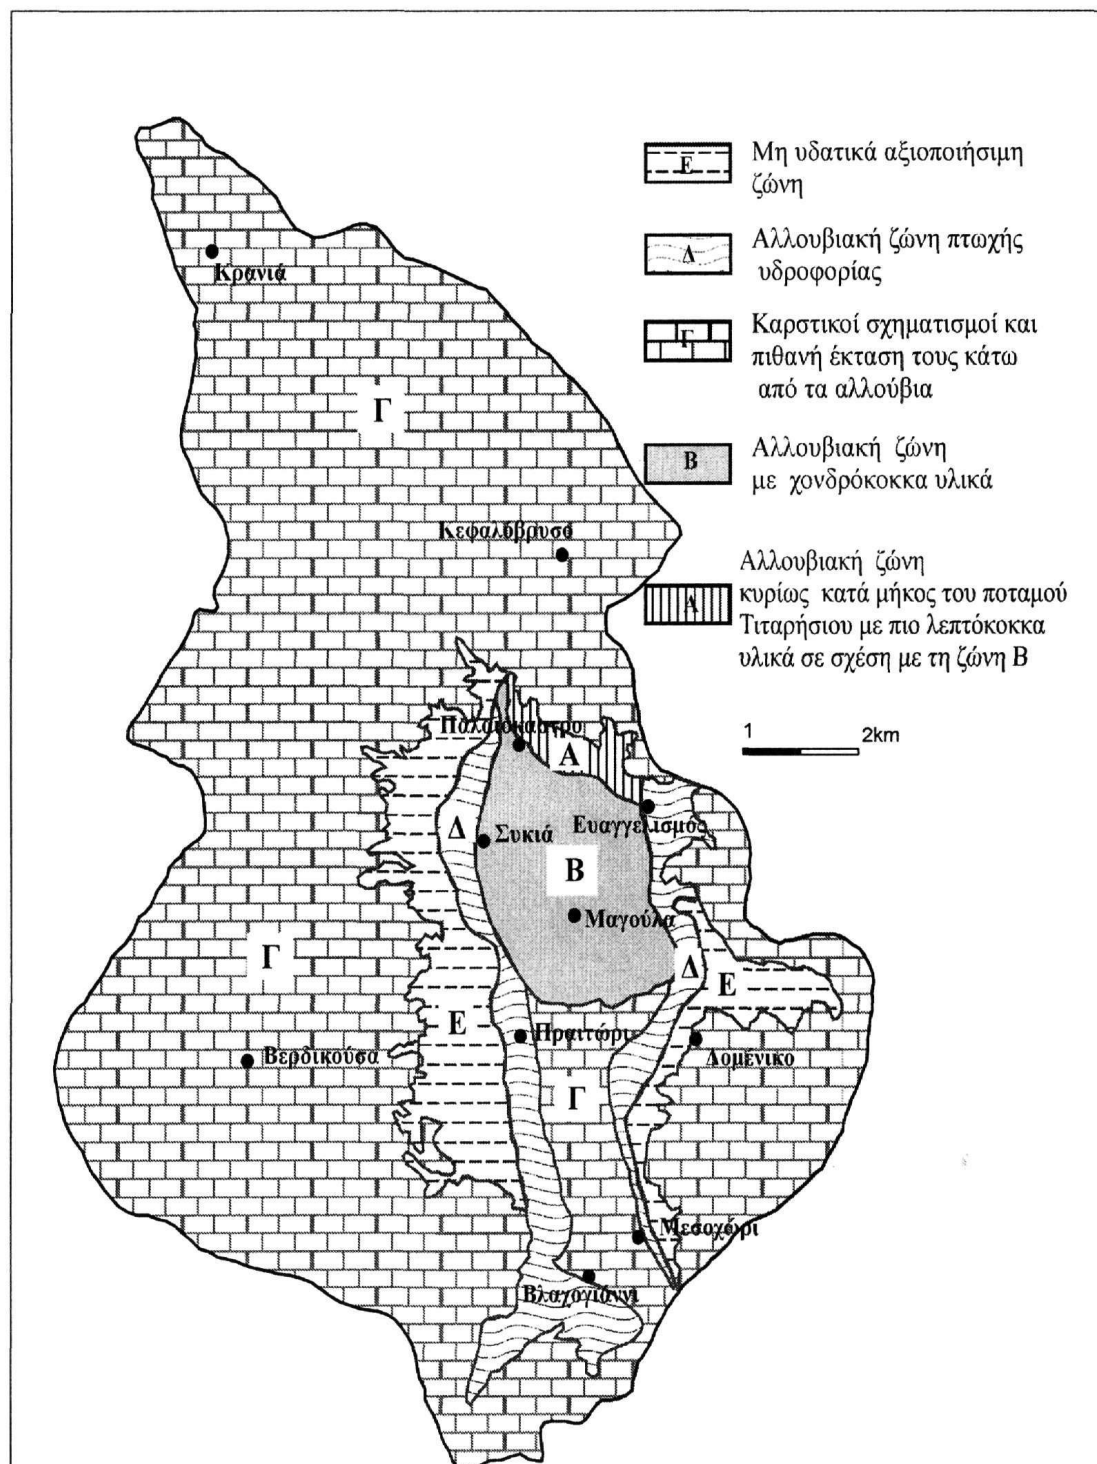 Ε
Μη υδατικά αξιοποιήσιμη
ζώνη
Δ
Αλλουβιακή ζώνη πτωχής
υδροφορίας
Γ
Καρστικοί σχηματισμοί και
πιθανή έκταση τους κάτω
από τα αλλούβια
Β
Αλλουβιακή ζώνη
με χονδρόκοκκα υλικά
Α
Αλλουβιακή ζώνη
κυρίως κατά μήκος του ποταμού
Τιταρήσιου με πιο λεπτόκοκκα
υλικά σε σχέση με τη ζώνη Β
1 2km
Κρανιά
Γ
Κεφαλόβρυσο
Παλαιόκαστρο
Α
Δ
Συκιά
Ευαγγελισμός
Β
Μαγούλα
Γ
Δ
Ε
Ε
Πραιτώρι
Βερδικούσα
Δομένικο
Γ
Μεσοχώρι
Βλαχογιάννι